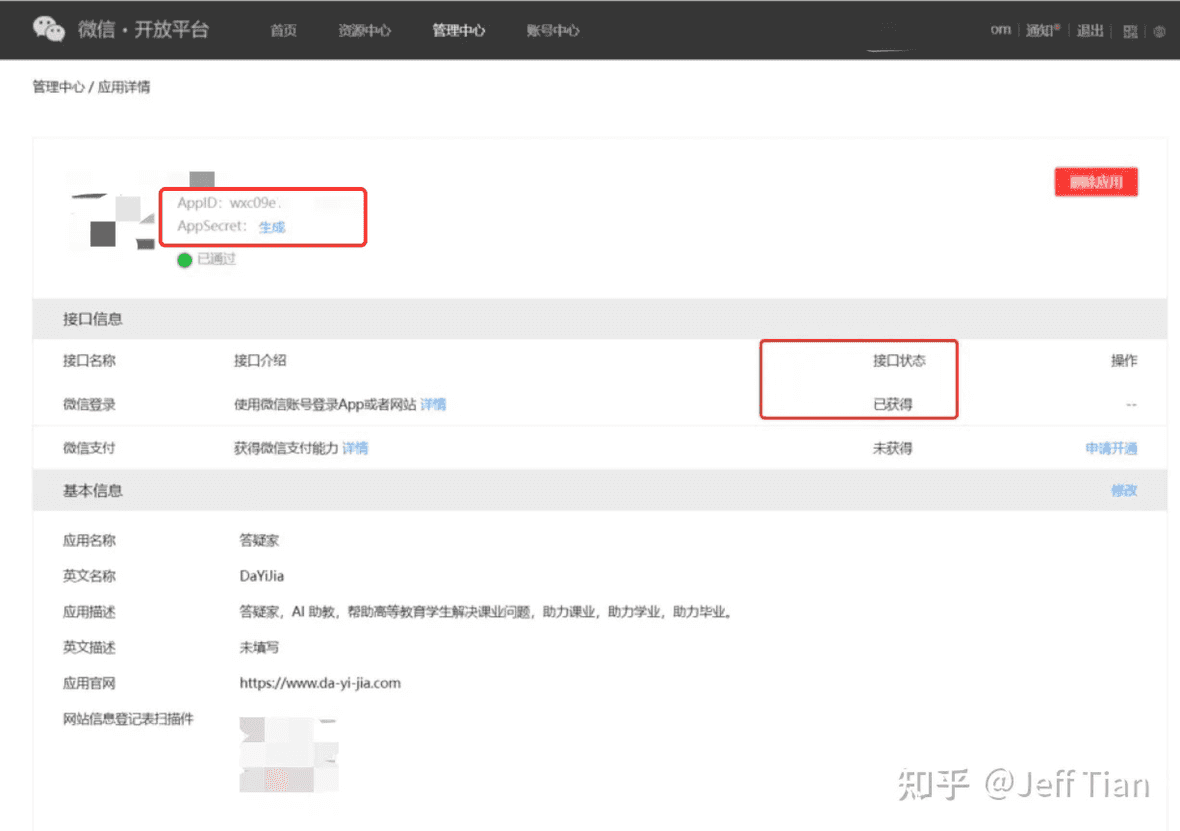 微信·开放平台 首页 资源中心 管理中心 账号中心 om 通知 退出
管理中心 / 应用详情
删除应用
AppID: wxc09e.
AppSecret: 生成
已通过
接口信息
接口名称 接口介绍 接口状态 操作
微信登录 使用微信账号登录App或者网站 详情 已获得 --
微信支付 获得微信支付能力 详情 未获得 申请开通
基本信息 修改
应用名称 答疑家
英文名称 DaYiJia
应用描述 答疑家，AI 助教，帮助高等教育学生解决课业问题，助力课业，助力学业，助力毕业。
英文描述 未填写
应用官网 https://www.da-yi-jia.com
网站信息登记表扫描件
知乎 @Jeff Tian